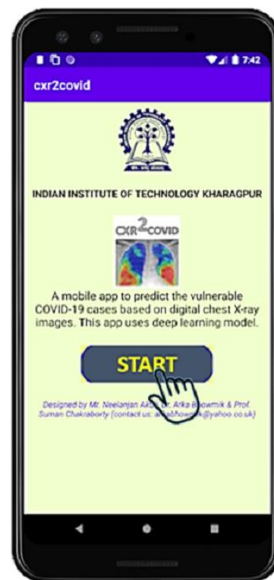 7:42
cxr2covid
INDIAN INSTITUTE OF TECHNOLOGY KHARAGPUR
CXR2COVID
A mobile app to predict the vulnerable
COVID-19 cases based on digital chest X-ray
images. This app uses deep learning model.
START
Designed by Mr. Neelanjan Dr. Arka Bhowmik & Prof.
Suman Chakraborty (contact us: